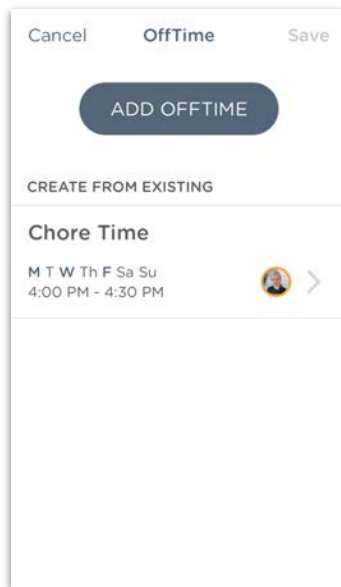 Cancel OffTime Save
ADD OFFTIME
CREATE FROM EXISTING
Chore Time
M T W Th F Sa Su
4:00 PM - 4:30 PM